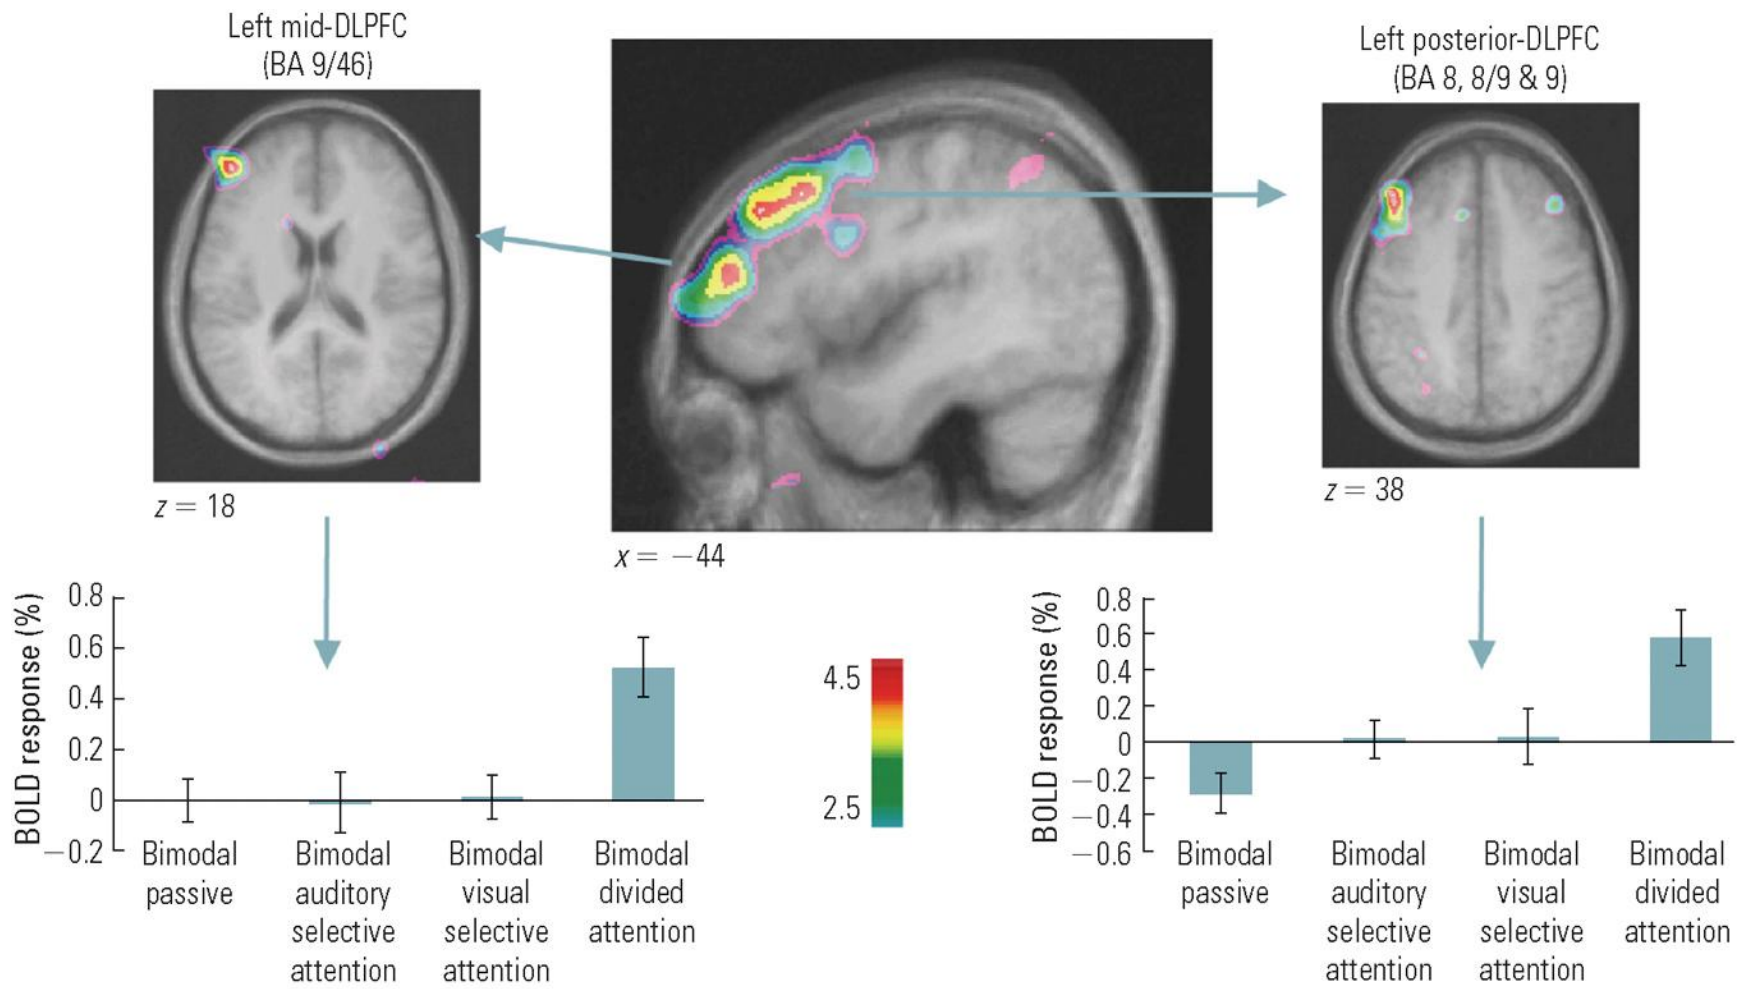 Left mid-DLPFC
(BA 9/46)
z = 18
x = −44
Left posterior-DLPFC
(BA 8, 8/9 & 9)
z = 38
BOLD response (%)
0.8
0.6
0.4
0.2
0
−0.2
Bimodal
passive
Bimodal
auditory
selective
attention
Bimodal
visual
selective
attention
Bimodal
divided
attention
4.5
2.5
BOLD response (%)
0.8
0.6
0.4
0.2
0
−0.2
−0.4
−0.6
Bimodal
passive
Bimodal
auditory
selective
attention
Bimodal
visual
selective
attention
Bimodal
divided
attention